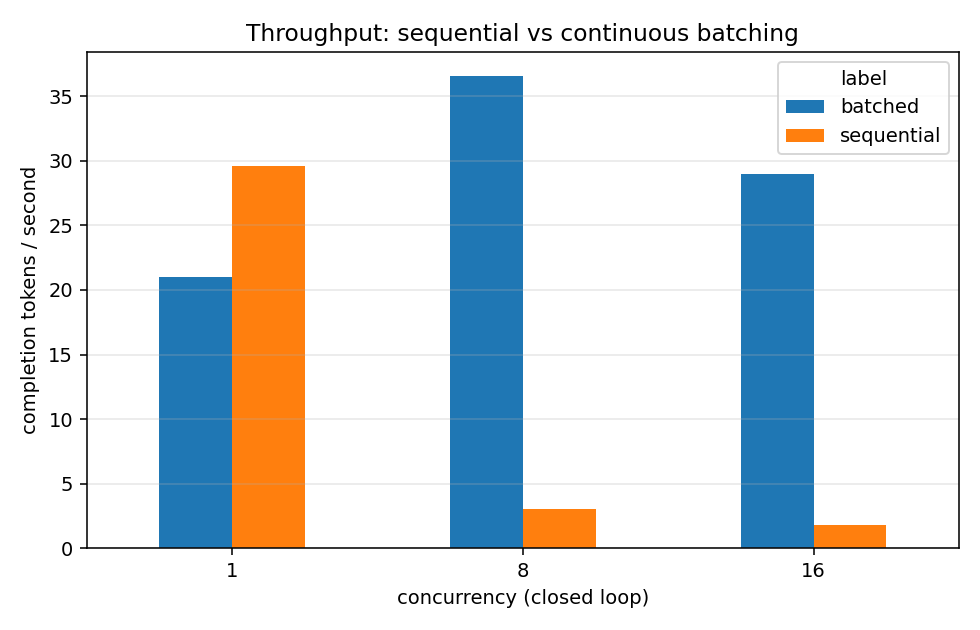 Throughput: sequential vs continuous batching
label
batched
sequential
completion tokens / second
35
30
25
20
15
10
5
0
1 8 16
concurrency (closed loop)